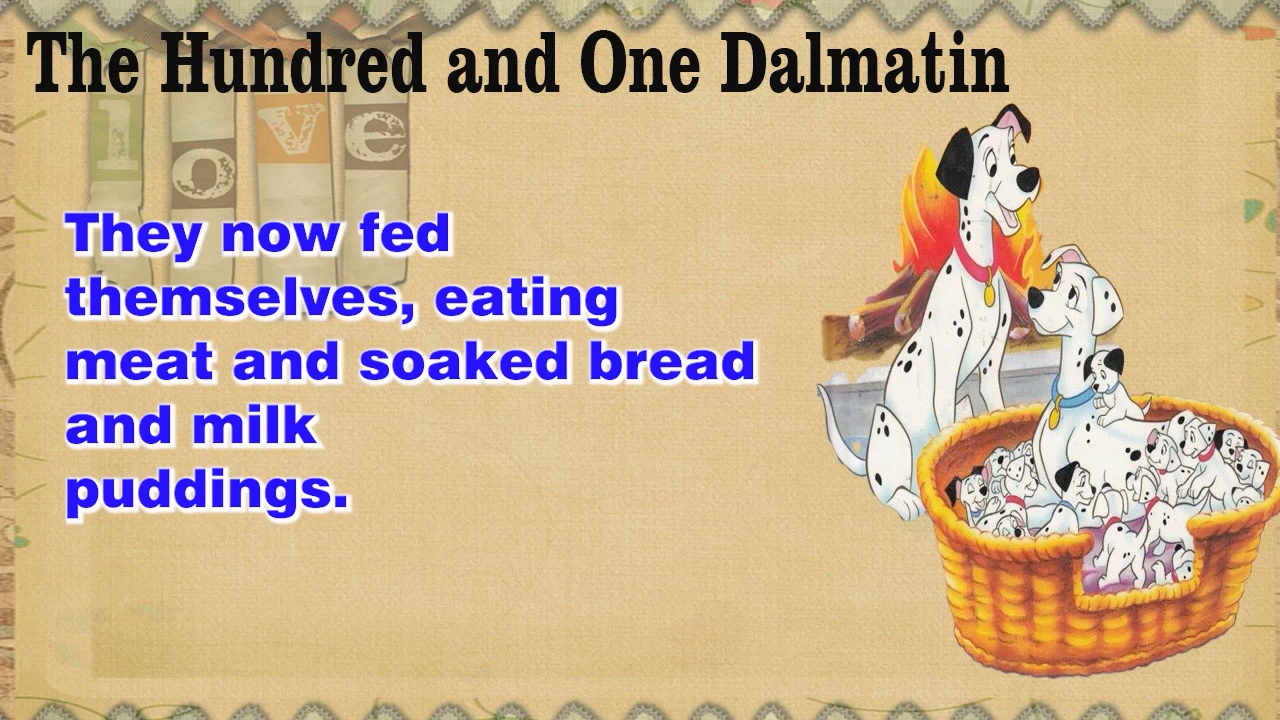 The Hundred and One Dalmatin
love
They now fed
themselves, eating
meat and soaked bread
and milk
puddings.